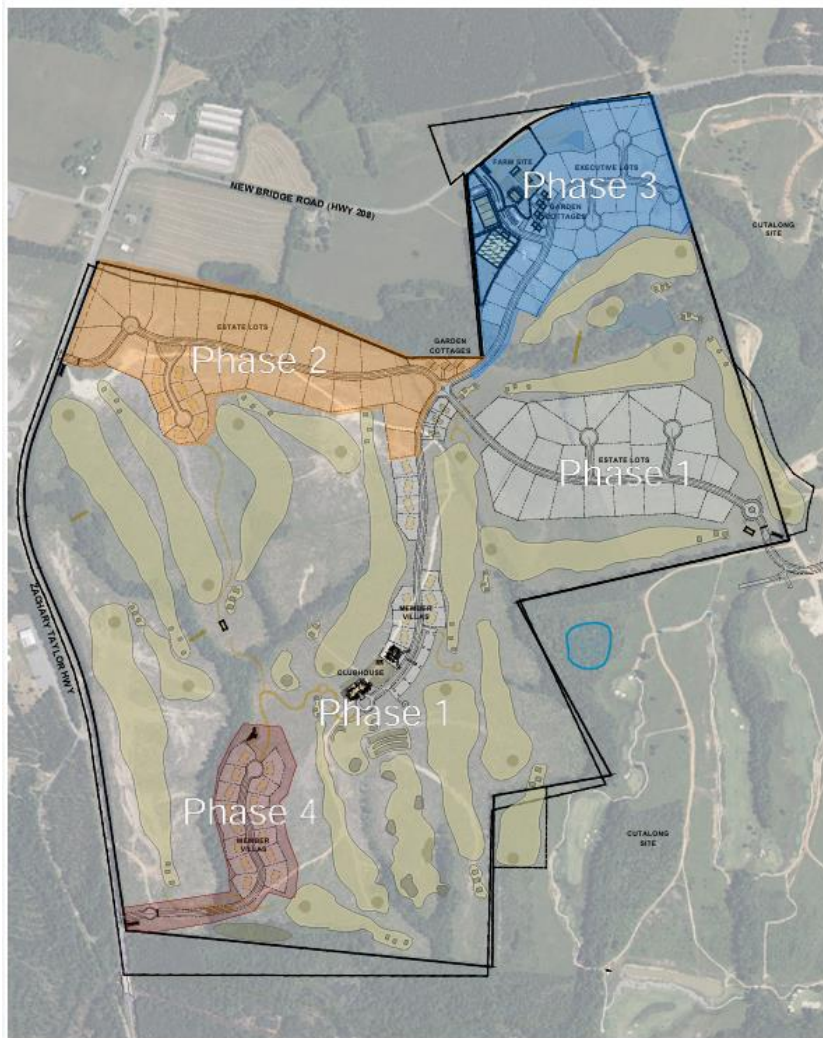 FARM SITE
EXECUTIVE LOTS
Phase 3
GARDEN
COTTAGES
NEW BRIDGE ROAD (HWY 208)
CUTALONG
SITE
ESTATE LOTS
GARDEN
COTTAGES
Phase 2
ESTATE LOTS
Phase 1
ZACHARY TAYLOR HWY
MEMBER
VILLAS
CLUBHOUSE
Phase 1
Phase 4
MEMBER
VILLAS
CUTALONG
SITE